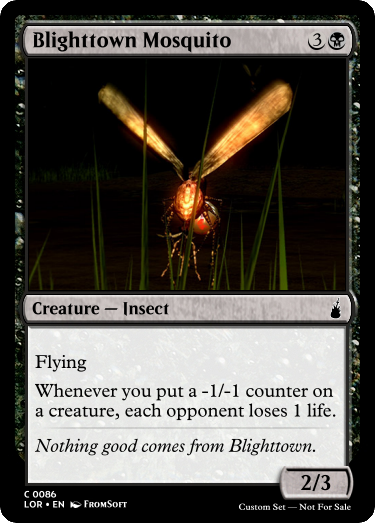 Blighttown Mosquito 3
Creature — Insect
Flying
Whenever you put a -1/-1 counter on
a creature, each opponent loses 1 life.
Nothing good comes from Blighttown.
2/3
C 0086
LOR • EN FROMSOFT
Custom Set — Not For Sale